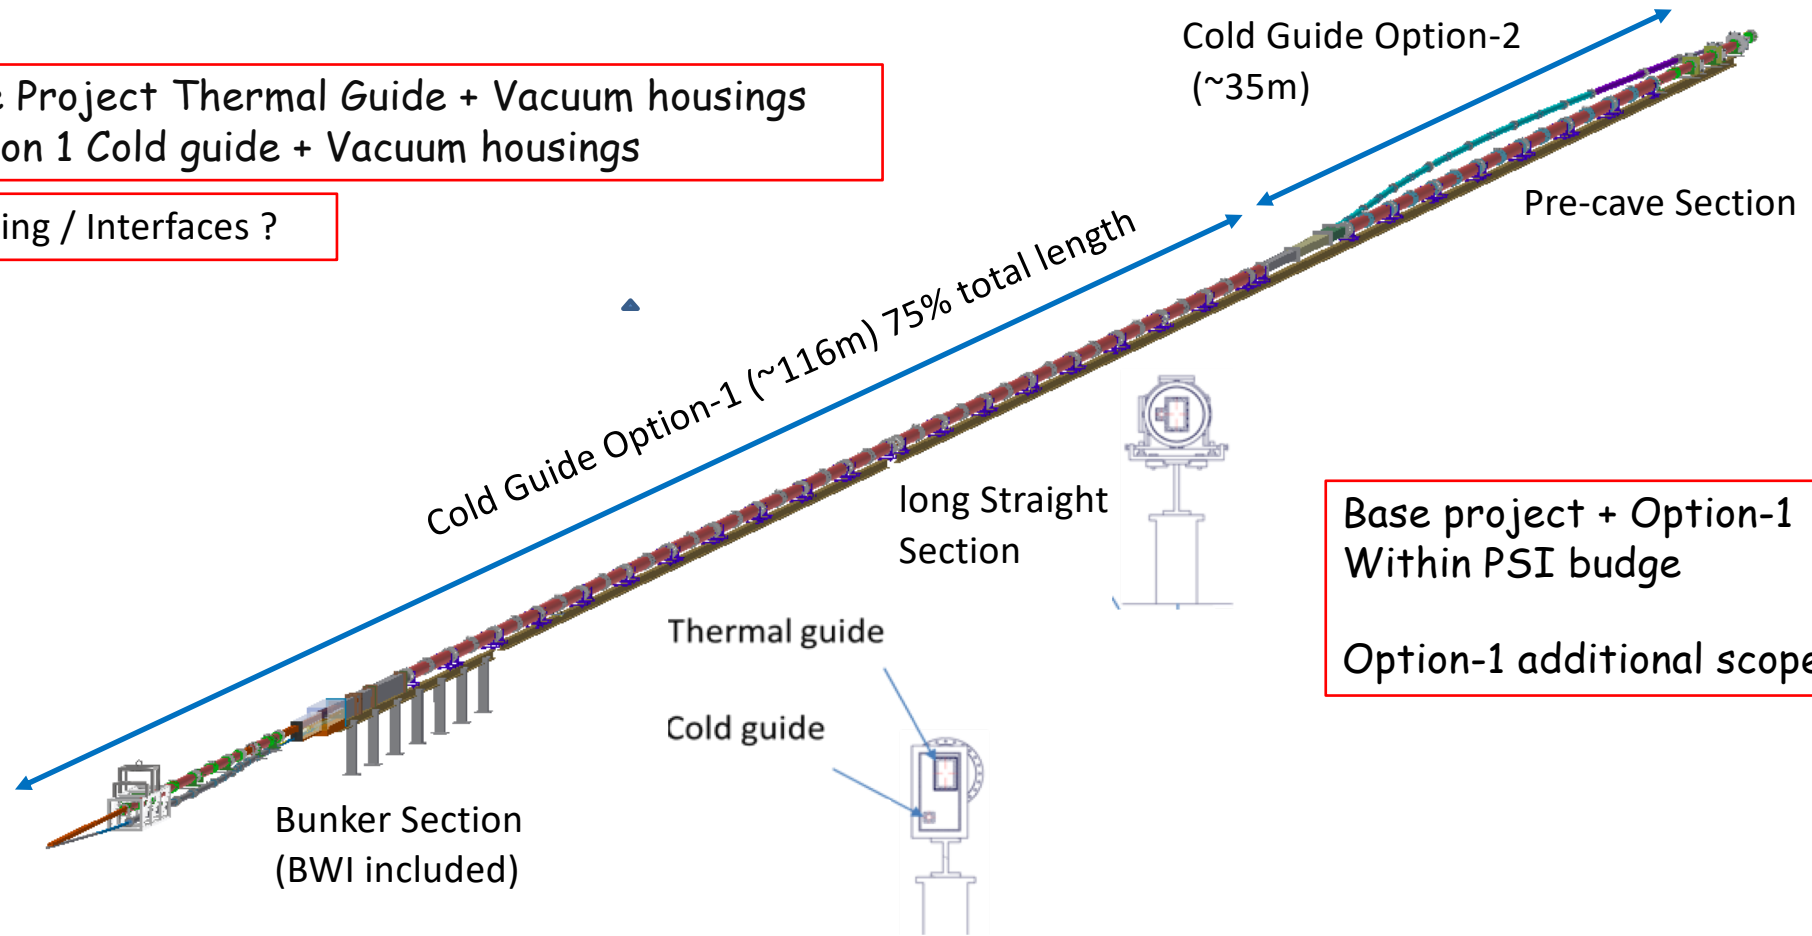 Project Thermal Guide + Vacuum housings
1 Cold guide + Vacuum housings
/ Interfaces ?
Cold Guide Option-2
(~35m)
Pre-cave Section
Cold Guide Option-1 (~116m) 75% total length
long Straight
Section
Base project + Option-1
Within PSI budge
Option-1 additional scope
Thermal guide
Cold guide
Bunker Section
(BWI included)